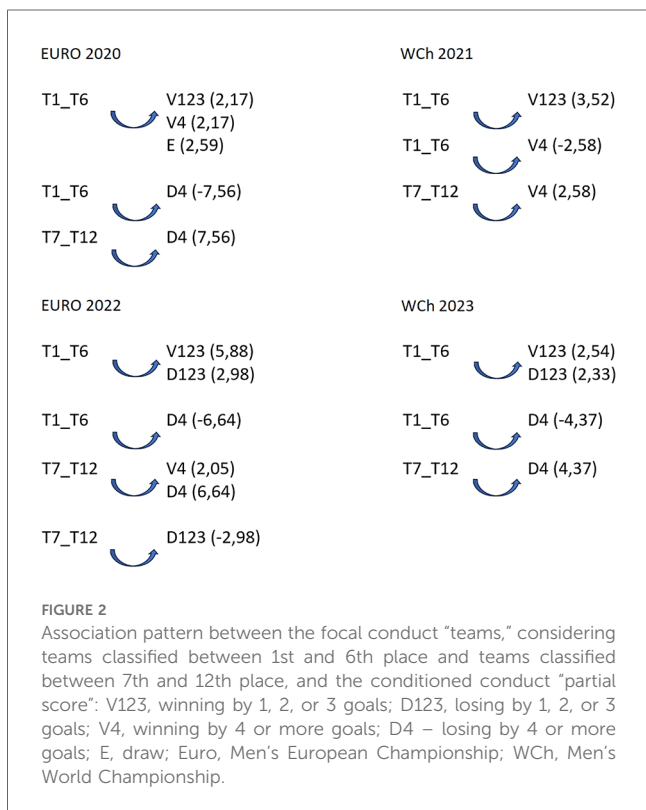 EURO 2020
T1_T6 V123 (2,17)
V4 (2,17)
E (2,59)
T1_T6 D4 (-7,56)
T7_T12 D4 (7,56)
WCh 2021
T1_T6 V123 (3,52)
T1_T6 V4 (-2,58)
T7_T12 V4 (2,58)
EURO 2022
T1_T6 V123 (5,88)
D123 (2,98)
T1_T6 D4 (-6,64)
T7_T12 V4 (2,05)
D4 (6,64)
T7_T12 D123 (-2,98)
WCh 2023
T1_T6 V123 (2,54)
D123 (2,33)
T1_T6 D4 (-4,37)
T7_T12 D4 (4,37)
FIGURE 2
Association pattern between the focal conduct "teams," considering
teams classified between 1st and 6th place and teams classified
between 7th and 12th place, and the conditioned conduct "partial
score": V123, winning by 1, 2, or 3 goals; D123, losing by 1, 2, or 3
goals; V4, winning by 4 or more goals; D4 – losing by 4 or more
goals; E, draw; Euro, Men's European Championship; WCh, Men's
World Championship.